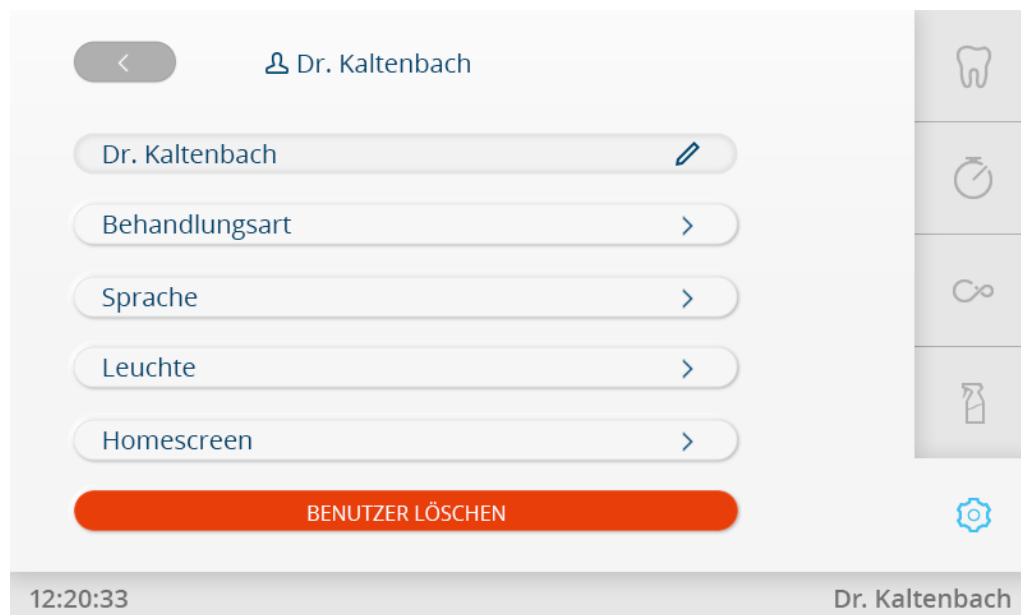 Dr. Kaltenbach
Dr. Kaltenbach
Behandlungsart
Sprache
Leuchte
Homescreen
BENUTZER LÖSCHEN
12:20:33
Dr. Kaltenbach